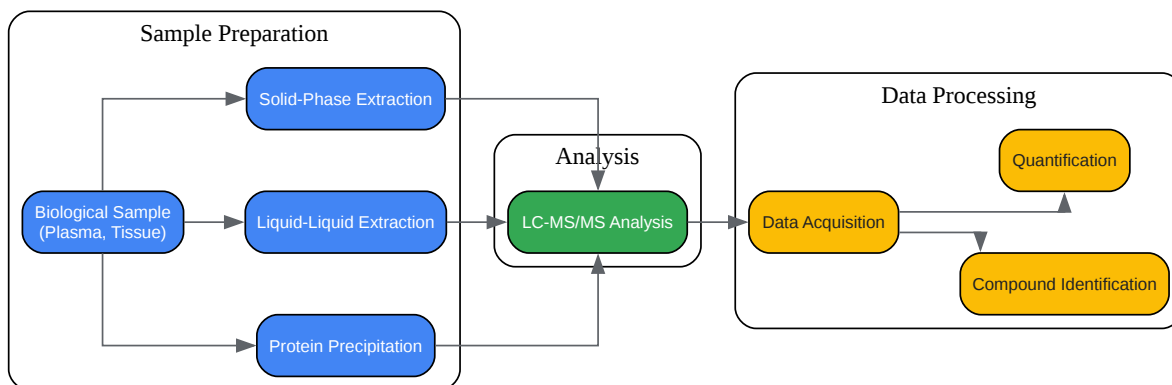 Sample Preparation
Solid-Phase Extraction
Biological Sample
(Plasma, Tissue)
Liquid-Liquid Extraction
Protein Precipitation
Analysis
LC-MS/MS Analysis
Data Processing
Quantification
Data Acquisition
Compound Identification